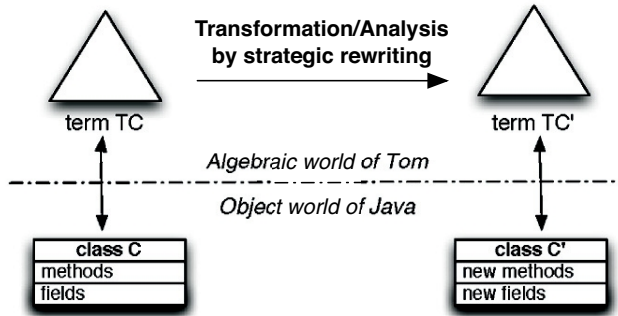 Transformation/Analysis
by strategic rewriting
term TC
term TC'
Algebraic world of Tom
Object world of Java
class C
methods
fields
class C'
new methods
new fields